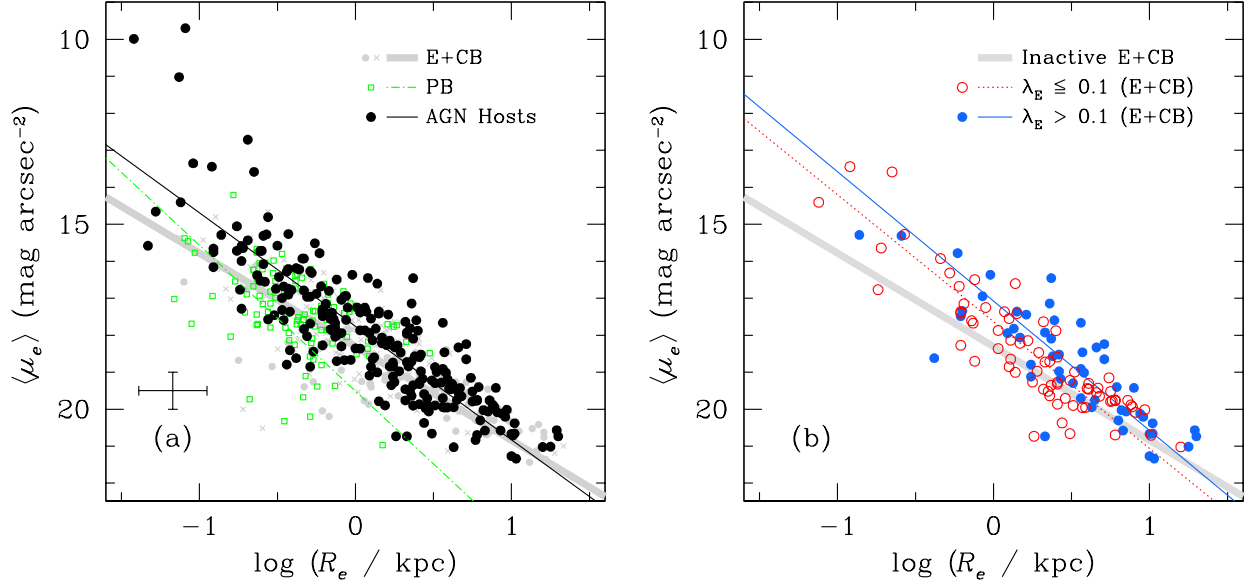 10
15
20
−1
0
1
⟨μe⟩ (mag arcsec−2)
log (Re / kpc)
E+CB
PB
AGN Hosts
(a)
10
15
20
−1
0
1
⟨μe⟩ (mag arcsec−2)
log (Re / kpc)
Inactive E+CB
λE ≦ 0.1 (E+CB)
λE > 0.1 (E+CB)
(b)